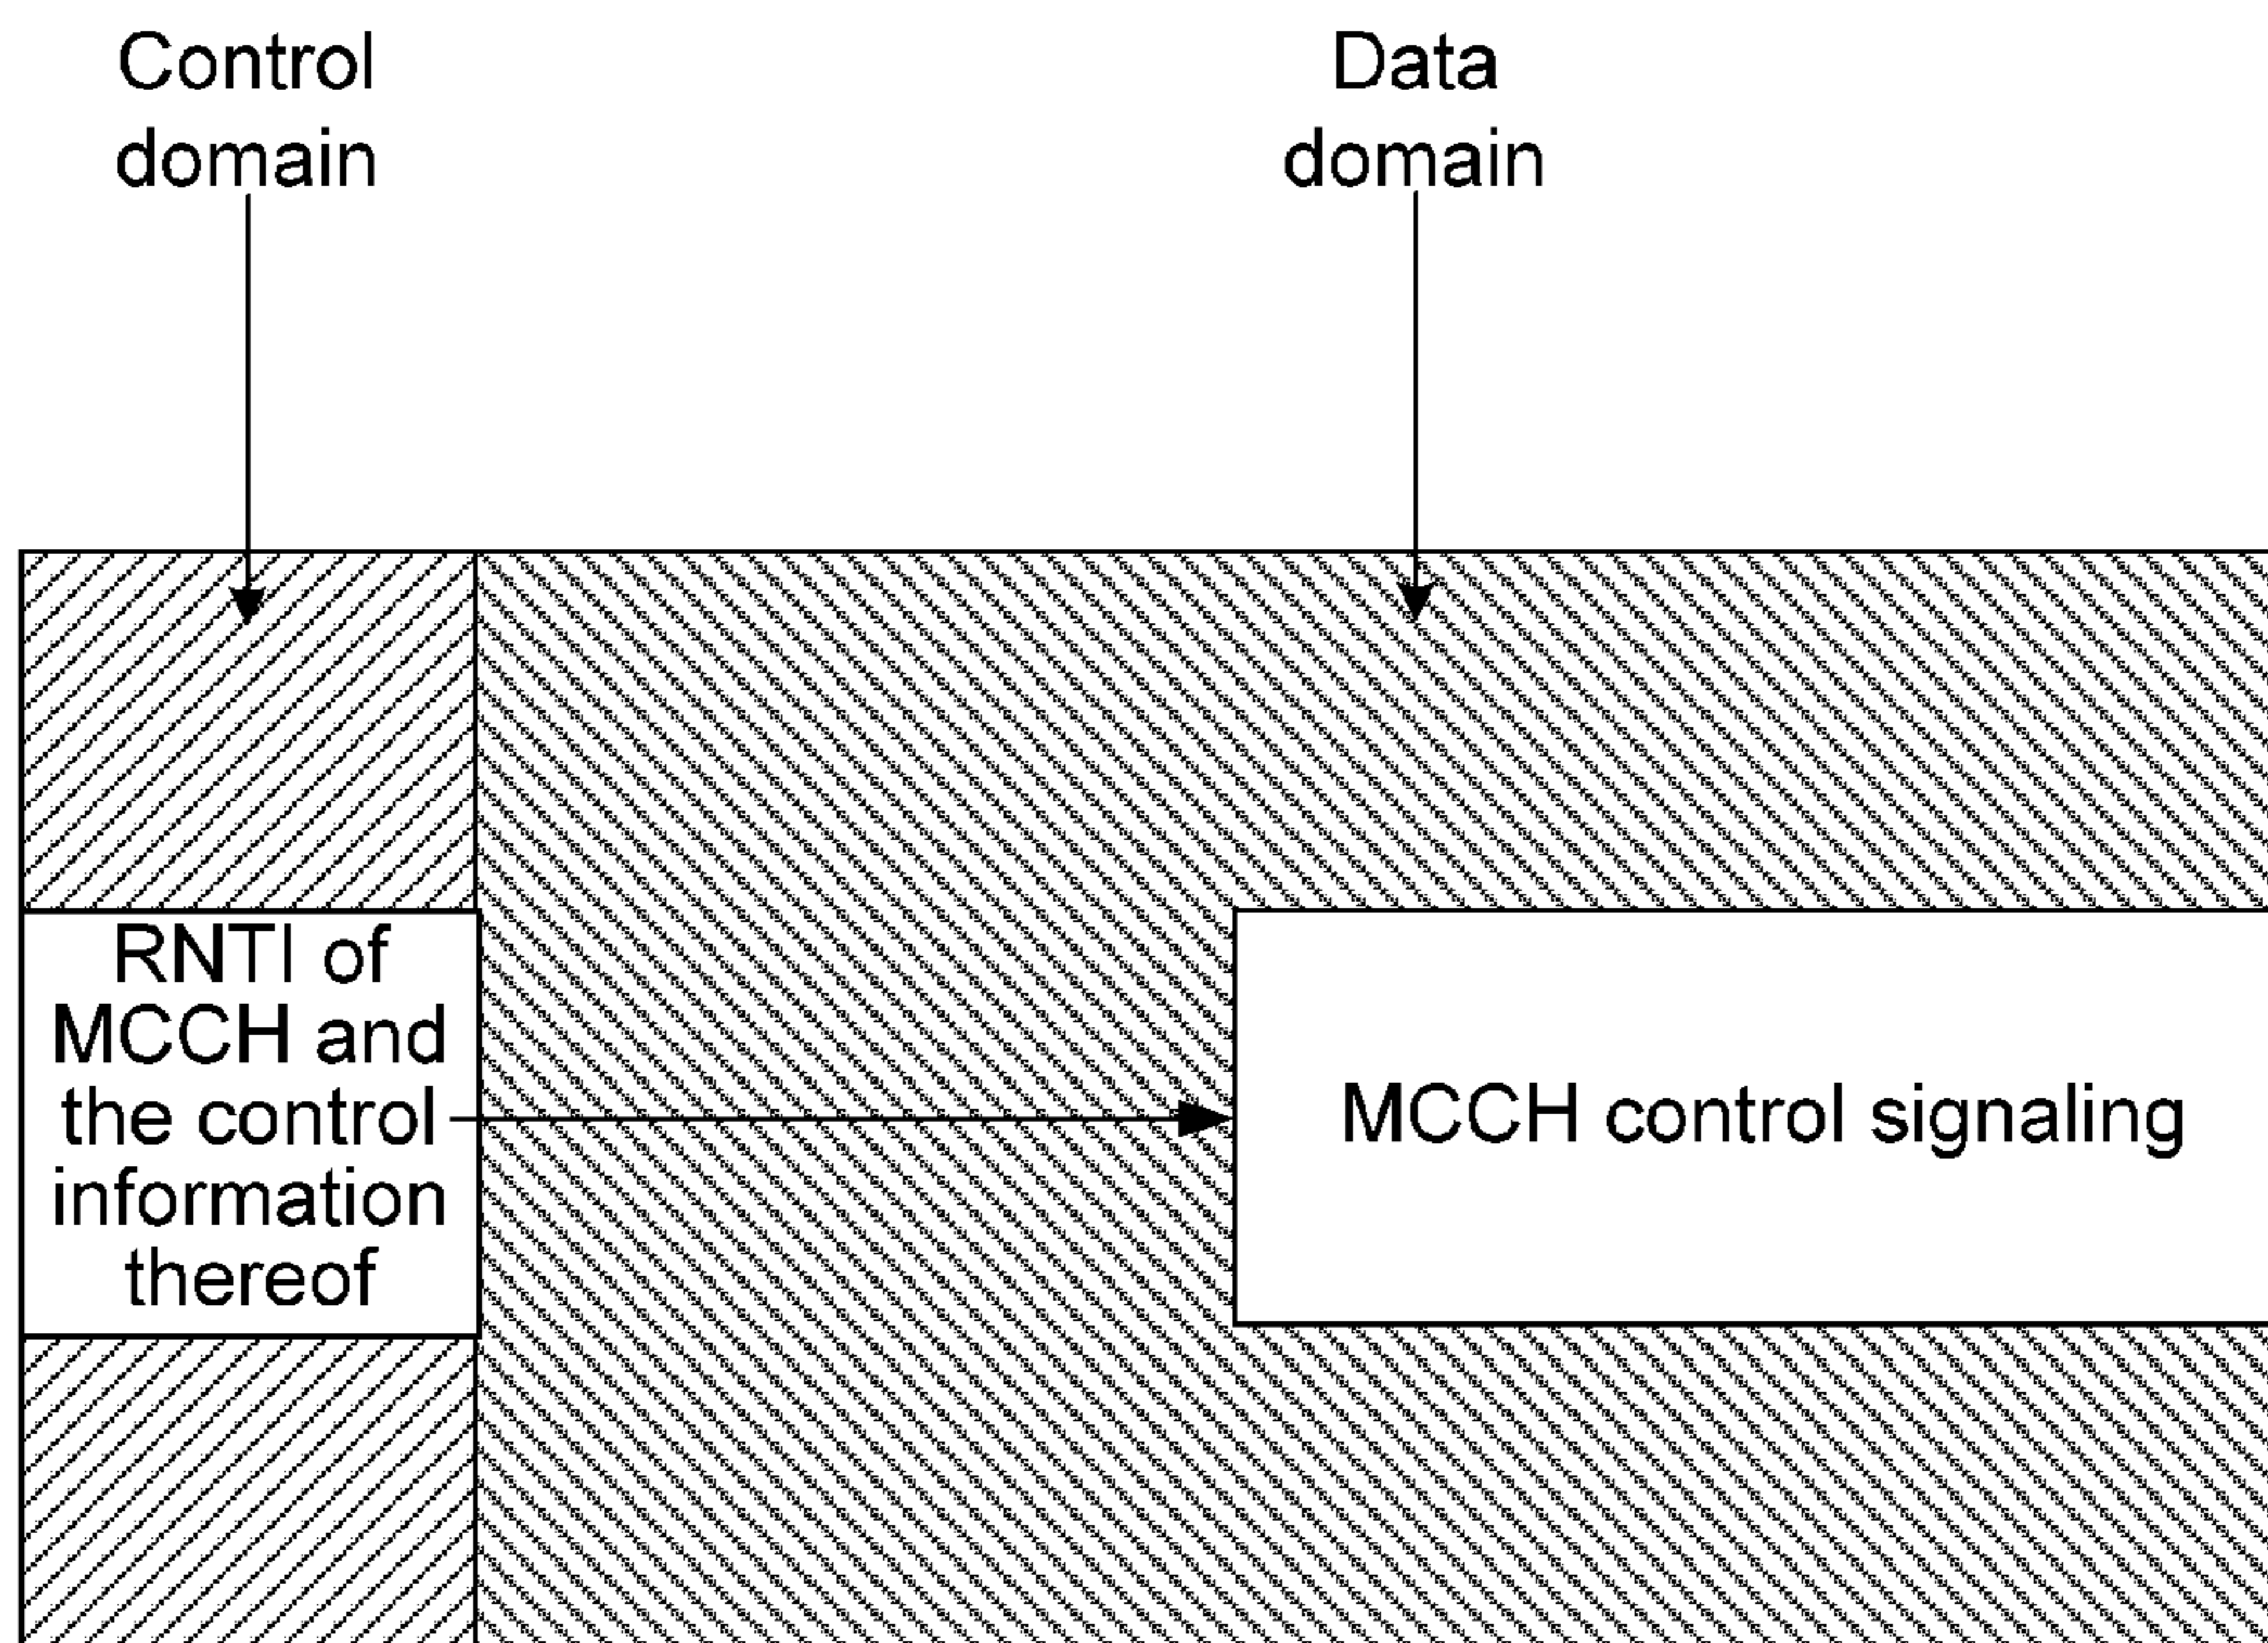 Control
domain
Data
domain
RNTI of
MCCH and
the control
information
thereof
MCCH control signaling